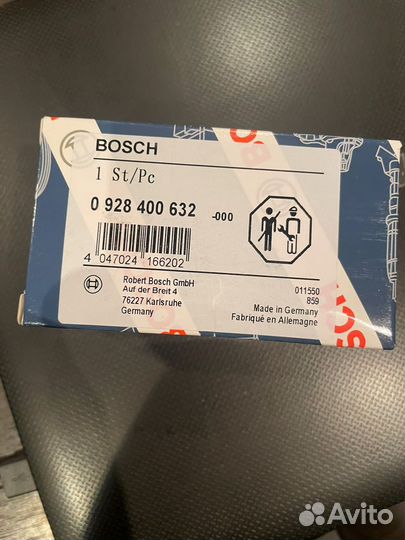 BOSCH
1 St/Pc
0 928 400 632 -000
4 047024 166202
Robert Bosch GmbH
Auf der Breit 4
76227 Karlsruhe
Germany
011550
859
Made in Germany
Fabriqué en Allemagne
Avito